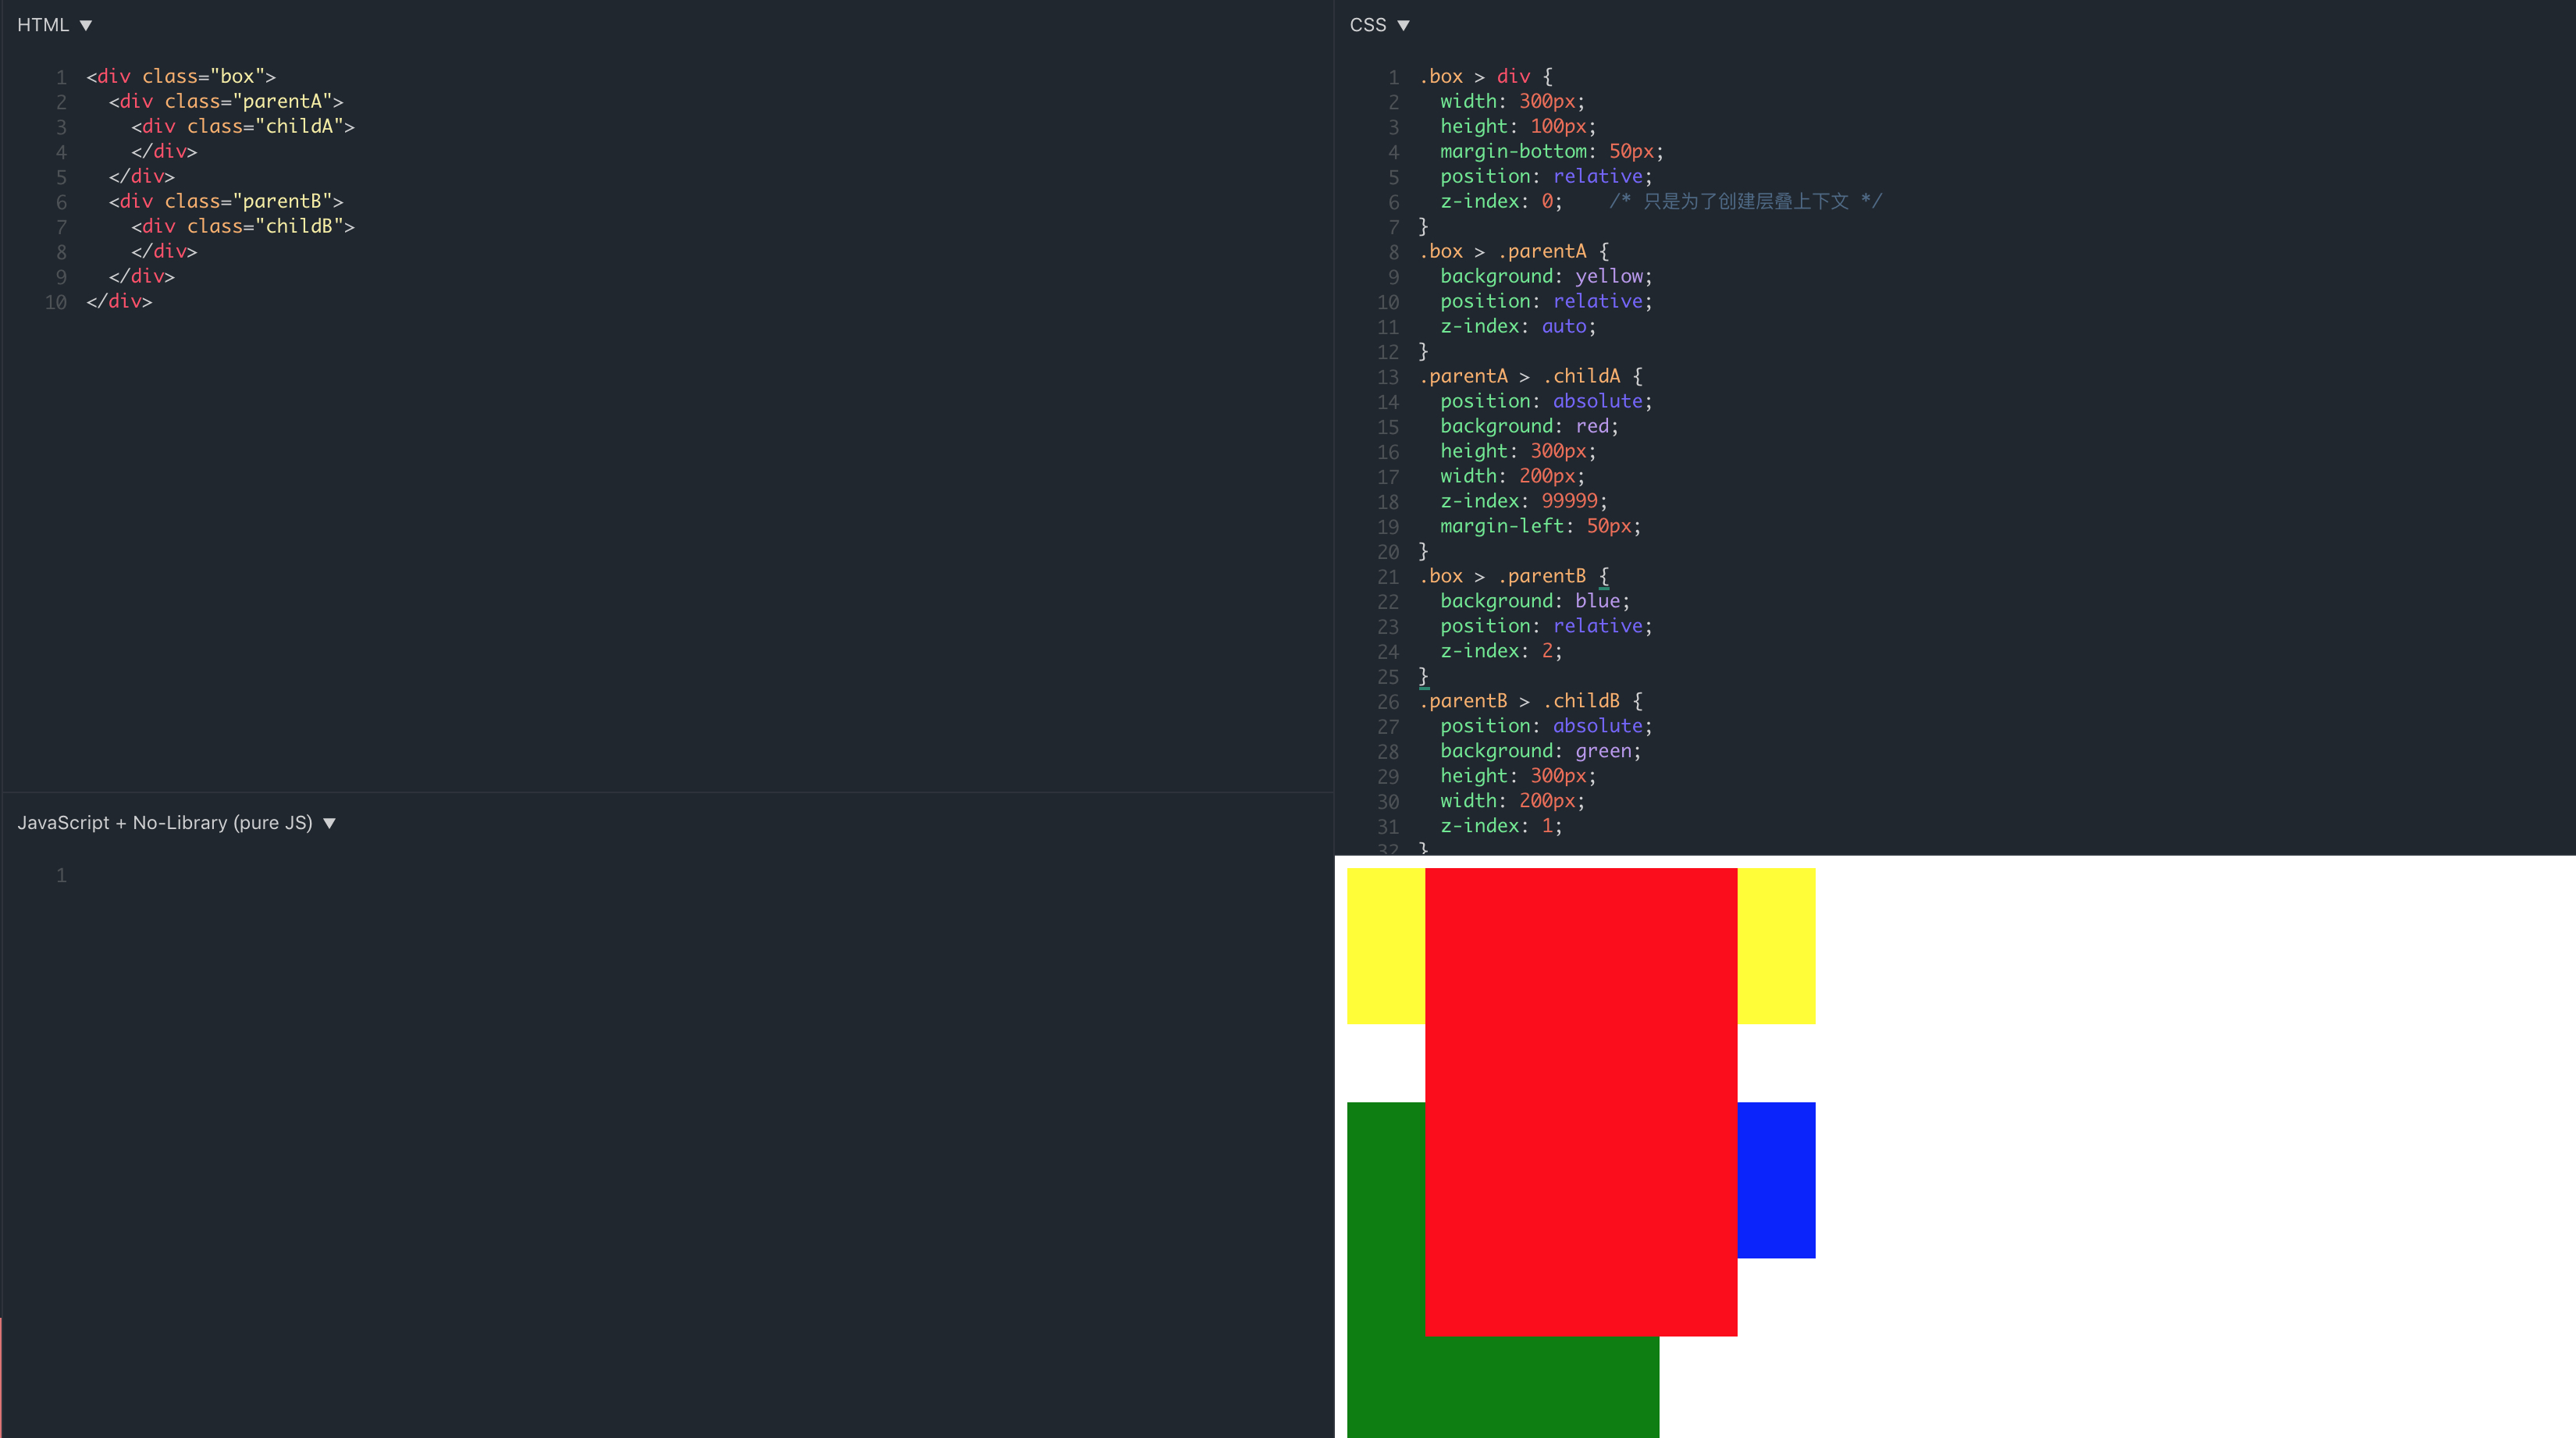 HTML ▼
1 <div class="box">
2   <div class="parentA">
3     <div class="childA">
4     </div>
5   </div>
6   <div class="parentB">
7     <div class="childB">
8     </div>
9   </div>
10 </div>
JavaScript + No-Library (pure JS) ▼
1
CSS ▼
1 .box > div {
2   width: 300px;
3   height: 100px;
4   margin-bottom: 50px;
5   position: relative;
6   z-index: 0;    /* 只是为了创建层叠上下文 */
7 }
8 .box > .parentA {
9   background: yellow;
10   position: relative;
11   z-index: auto;
12 }
13 .parentA > .childA {
14   position: absolute;
15   background: red;
16   height: 300px;
17   width: 200px;
18   z-index: 99999;
19   margin-left: 50px;
20 }
21 .box > .parentB {
22   background: blue;
23   position: relative;
24   z-index: 2;
25 }
26 .parentB > .childB {
27   position: absolute;
28   background: green;
29   height: 300px;
30   width: 200px;
31   z-index: 1;
32 }